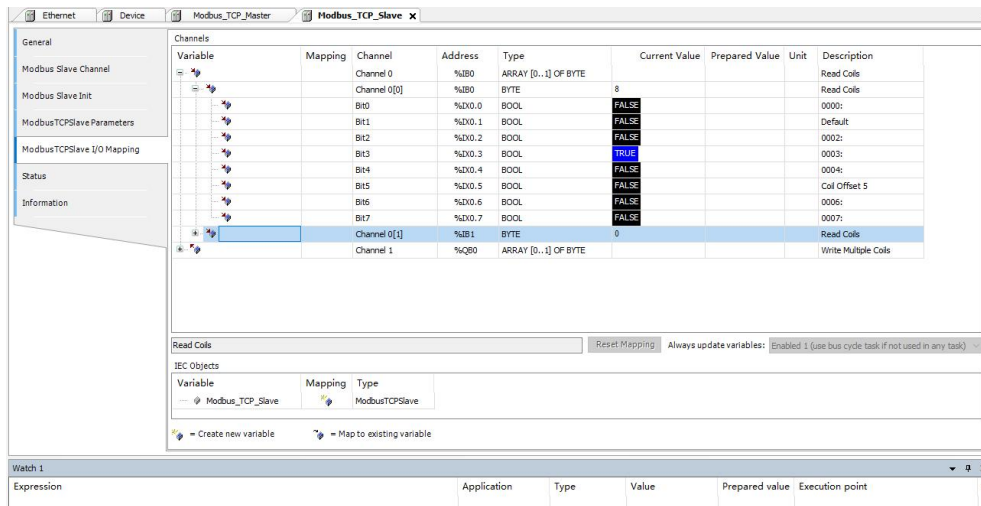 Ethernet Device Modbus_TCP_Master Modbus_TCP_Slave x
General
Modbus Slave Channel
Modbus Slave Init
ModbusTCPSlave Parameters
ModbusTCPSlave I/O Mapping
Status
Information
Channels
Variable Mapping Channel Address Type Current Value Prepared Value Unit Description
Channel 0 %IB0 ARRAY [0..1] OF BYTE Read Coils
Channel 0[0] %IB0 BYTE 8 Read Coils
Bit0 %IX0.0 BOOL FALSE 0000:
Bit1 %IX0.1 BOOL FALSE Default
Bit2 %IX0.2 BOOL FALSE 0002:
Bit3 %IX0.3 BOOL TRUE 0003:
Bit4 %IX0.4 BOOL FALSE 0004:
Bit5 %IX0.5 BOOL FALSE Coil Offset 5
Bit6 %IX0.6 BOOL FALSE 0006:
Bit7 %IX0.7 BOOL FALSE 0007:
Channel 0[1] %IB1 BYTE 0 Read Coils
Channel 1 %QB0 ARRAY [0..1] OF BYTE Write Multiple Coils
Read Coils Reset Mapping Always update variables: Enabled 1 (use bus cycle task if not used in any task)
IEC Objects
Variable Mapping Type
Modbus_TCP_Slave ModbusTCPSlave
= Create new variable = Map to existing variable
Watch 1
Expression Application Type Value Prepared value Execution point